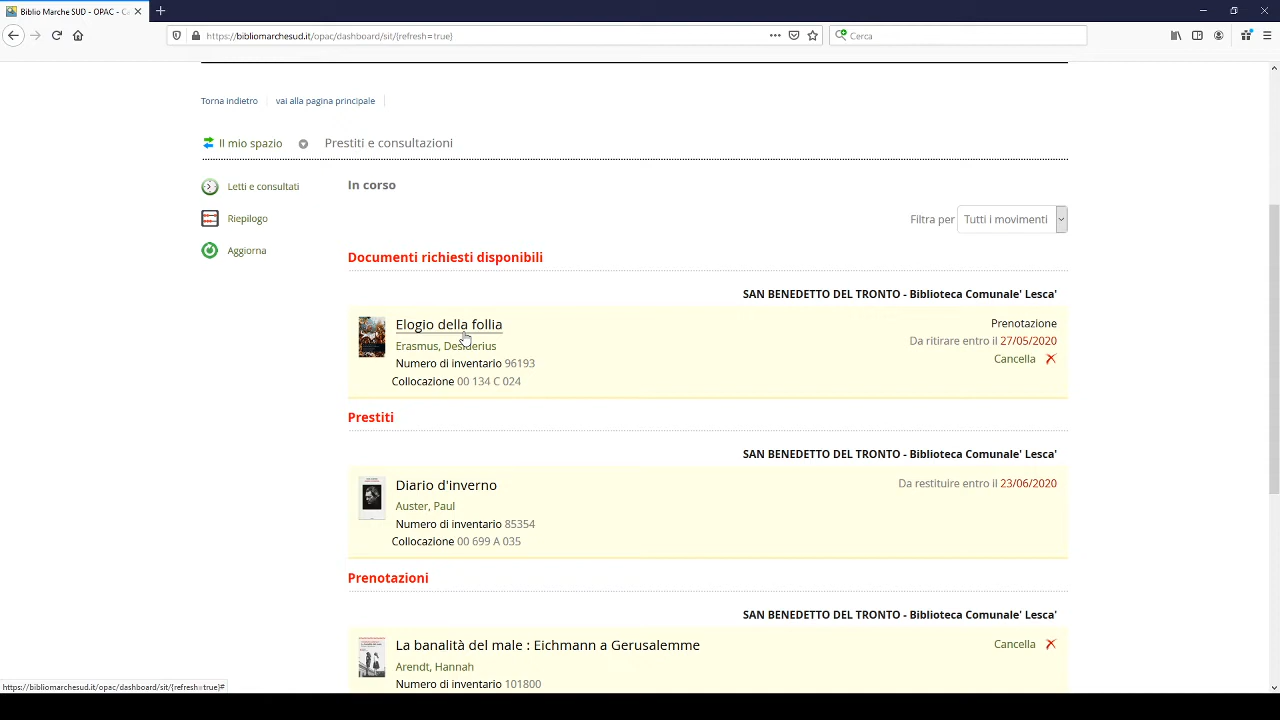 Biblio Marche SUD - OPAC - Ca
https://bibliomarchesud.it/opac/dashboard/sit/{refresh=true}
Cerca
Torna indietro
vai alla pagina principale
Il mio spazio
Prestiti e consultazioni
Letti e consultati
In corso
Riepilogo
Filtra per Tutti i movimenti
Aggiorna
Documenti richiesti disponibili
SAN BENEDETTO DEL TRONTO - Biblioteca Comunale' Lesca'
Elogio della follia
Prenotazione
Erasmus, Desiderius
Da ritirare entro il 27/05/2020
Numero di inventario 96193
Cancella
Collocazione 00 134 C 024
Prestiti
SAN BENEDETTO DEL TRONTO - Biblioteca Comunale' Lesca'
Diario d'inverno
Da restituire entro il 23/06/2020
Auster, Paul
Numero di inventario 85354
Collocazione 00 699 A 035
Prenotazioni
SAN BENEDETTO DEL TRONTO - Biblioteca Comunale' Lesca'
La banalità del male : Eichmann a Gerusalemme
Cancella
Arendt, Hannah
Numero di inventario 101800
https://bibliomarchesud.it/opac/dashboard/sit/{refresh=true}#